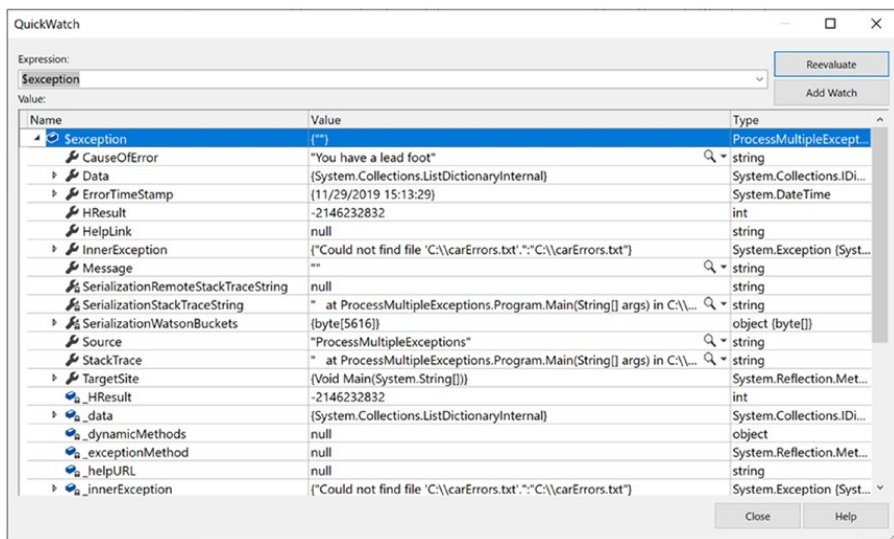 QuickWatch
Expression:
Reevaluate
$exception
Add Watch
Value:
Name Value Type
$exception {""} ProcessMultipleExcept...
CauseOfError "You have a lead foot" string
Data {System.Collections.ListDictionaryInternal} System.Collections.IDi...
ErrorTimeStamp {11/29/2019 15:13:29} System.DateTime
HResult -2146232832 int
HelpLink null string
InnerException {"Could not find file 'C:\\carErrors.txt'.":"C:\\carErrors.txt"} System.Exception {Syst...
Message "" string
SerializationRemoteStackTraceString null string
SerializationStackTraceString " at ProcessMultipleExceptions.Program.Main(String[] args) in C:\\... string
SerializationWatsonBuckets {byte[5616]} object {byte[]}
Source "ProcessMultipleExceptions" string
StackTrace " at ProcessMultipleExceptions.Program.Main(String[] args) in C:\\... string
TargetSite {Void Main(System.String[])} System.Reflection.Met...
_HResult -2146232832 int
_data {System.Collections.ListDictionaryInternal} System.Collections.IDi...
_dynamicMethods null object
_exceptionMethod null System.Reflection.Met...
_helpURL null string
_innerException {"Could not find file 'C:\\carErrors.txt'.":"C:\\carErrors.txt"} System.Exception {Syst...
Close Help